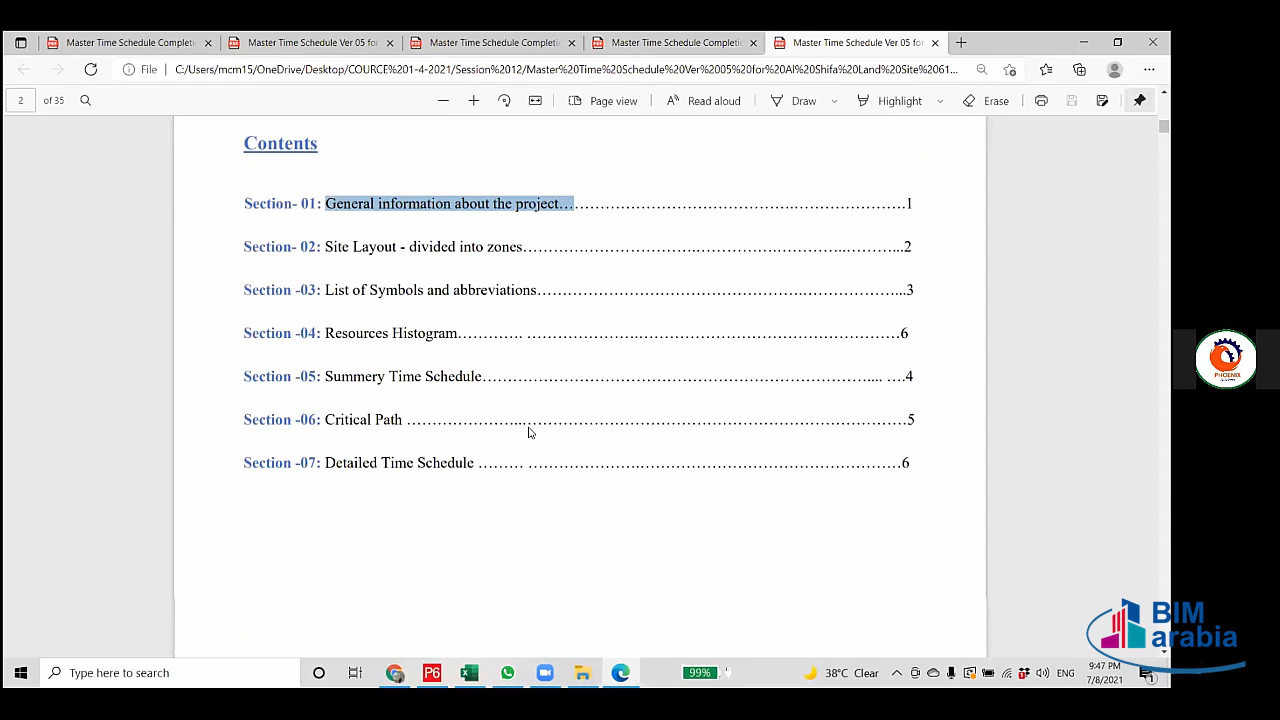 Master Time Schedule Completi
Master Time Schedule Ver 05 for
Master Time Schedule Completi
Master Time Schedule Completi
Master Time Schedule Ver 05 for
File
C:/Users/mcm15/OneDrive/Desktop/COURCE%201-4-2021/Session%2012/Master%20Time%20Schedule%20Ver%2005%20for%20Al%20Shifa%20Land%20Site%2061...
2 of 35
Page view
Read aloud
Draw
Highlight
Erase
Contents
Section- 01: General information about the project……………………………………………………………1
Section- 02: Site Layout - divided into zones……………………………………………………………...2
Section -03: List of Symbols and abbreviations……………………………………………………………...3
Section -04: Resources Histogram………… ……………………………………………………………6
Section -05: Summery Time Schedule……………………………………………………………... ….4
Section -06: Critical Path ……………………………………………………………………………5
Section -07: Detailed Time Schedule ……… ……………………………………………………………6
PHOENIX
BIM
arabia
Type here to search
P6
99%
38°C Clear
ENG
9:47 PM
7/8/2021
1